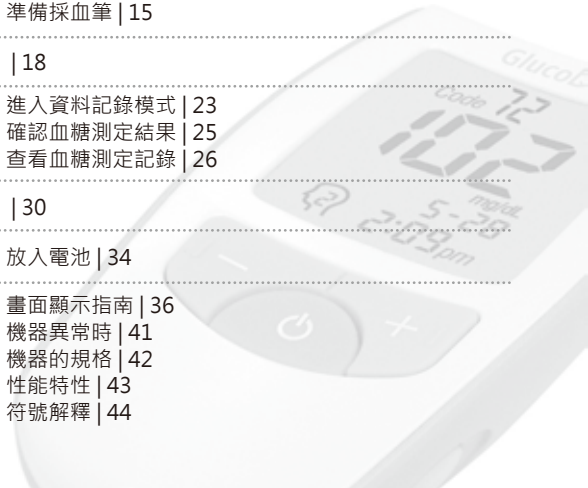 準備採血筆 | 15
| 18
進入資料記錄模式 | 23
確認血糖測定結果 | 25
查看血糖測定記錄 | 26
| 30
放入電池 | 34
畫面顯示指南 | 36
機器異常時 | 41
機器的規格 | 42
性能特性 | 43
符號解釋 | 44
Code 72
102
mg/dL
5-28
2:09 pm